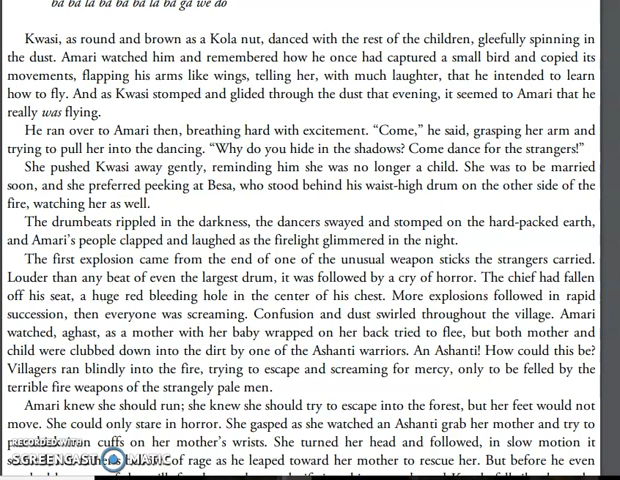 ba ba la ba ba ba la ba ga we do
Kwasi, as round and brown as a Kola nut, danced with the rest of the children, gleefully spinning in
the dust. Amari watched him and remembered how he once had captured a small bird and copied its
movements, flapping his arms like wings, telling her, with much laughter, that he intended to learn
how to fly. And as Kwasi stomped and glided through the dust that evening, it seemed to Amari that he
really was flying.
He ran over to Amari then, breathing hard with excitement. “Come,” he said, grasping her arm and
trying to pull her into the dancing. “Why do you hide in the shadows? Come dance for the strangers!”
She pushed Kwasi away gently, reminding him she was no longer a child. She was to be married
soon, and she preferred peeking at Besa, who stood behind his waist-high drum on the other side of the
fire, watching her as well.
The drumbeats rippled in the darkness, the dancers swayed and stomped on the hard-packed earth,
and Amari’s people clapped and laughed as the firelight glimmered in the night.
The first explosion came from the end of one of the unusual weapon sticks the strangers carried.
Louder than any beat of even the largest drum, it was followed by a cry of horror. The chief had fallen
off his seat, a huge red bleeding hole in the center of his chest. More explosions followed in rapid
succession, then everyone was screaming. Confusion and dust swirled throughout the village. Amari
watched, aghast, as a mother with her baby wrapped on her back tried to flee, but both mother and
child were clubbed down into the dirt by one of the Ashanti warriors. An Ashanti! How could this be?
Villagers ran blindly into the fire, trying to escape and screaming for mercy, only to be felled by the
terrible fire weapons of the strangely pale men.
Amari knew she should run; she knew she should try to escape into the forest, but her feet would not
move. She could only stare in horror. She gasped as she watched an Ashanti grab her mother and try to
cuffs on her mother’s wrists. She turned her head and followed, in slow motion it
of rage as he leaped toward her mother to rescue her. But before he even
RECORDED WITH
SCREENCAST MATIC